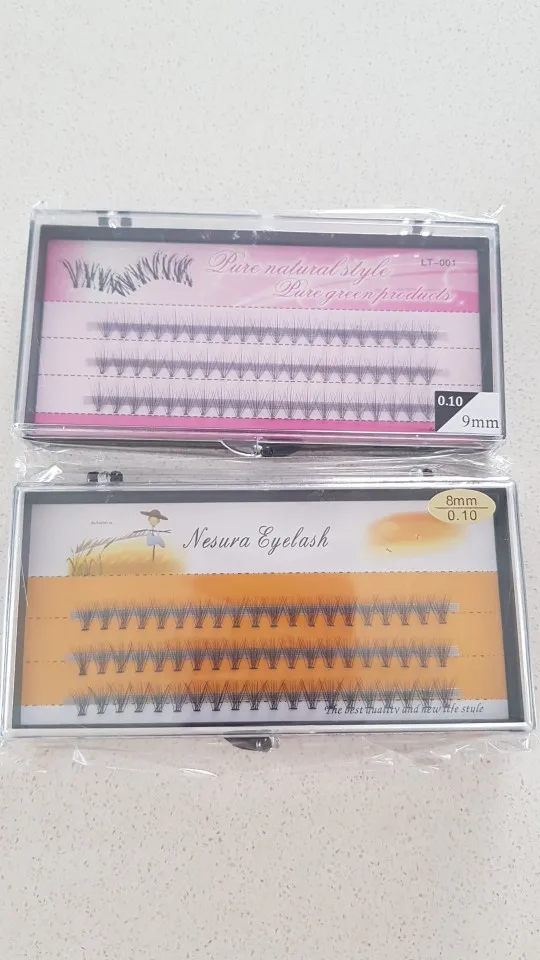 Pure natural style
LT-001
Pure green products
0.10
9mm
8mm
0.10
Nesura Eyelash
The best quality and new life style